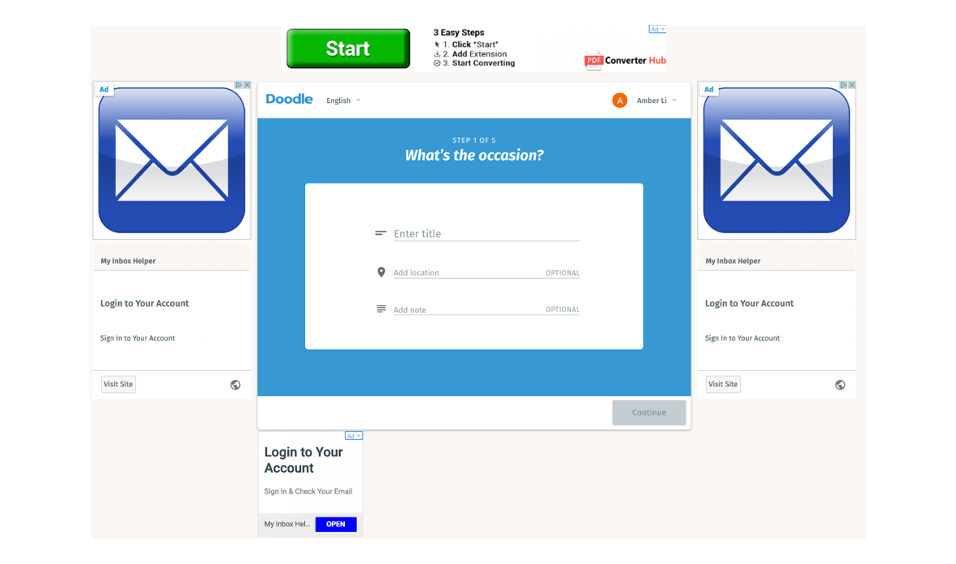 Start
3 Easy Steps
1. Click "Start"
2. Add Extension
3. Start Converting
Ad
PDF Converter Hub
Ad
Doodle
English
A
Amber Li
Ad
STEP 1 OF 5
What's the occasion?
Enter title
Add location OPTIONAL
Add note OPTIONAL
Continue
My Inbox Helper
Login to Your Account
Sign In to Your Account
Visit Site
My Inbox Helper
Login to Your Account
Sign In to Your Account
Visit Site
Ad
Login to Your
Account
Sign In & Check Your Email
My Inbox Hel...
OPEN